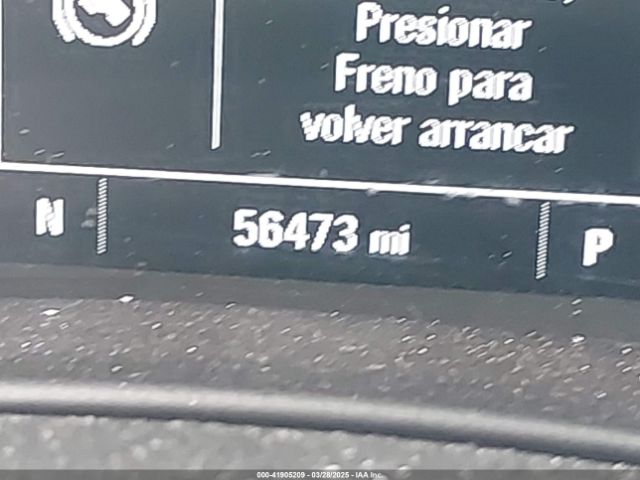 Presionar
Freno para
volver arrancar
N 56473 mi P
000-41905209 - 03/28/2025 - IAA Inc.